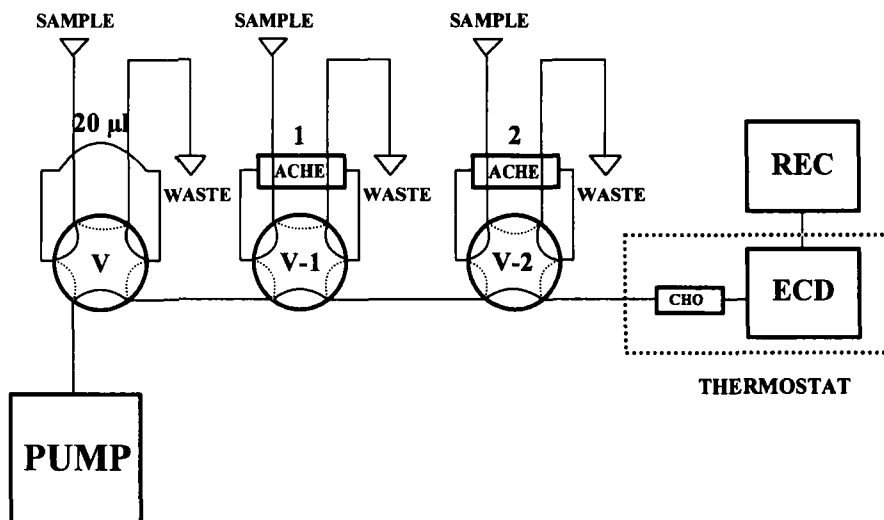 SAMPLE
SAMPLE
SAMPLE
20 µl
1
2
ACHE
ACHE
WASTE
WASTE
WASTE
REC
V
V-1
V-2
CHO
ECD
THERMOSTAT
PUMP